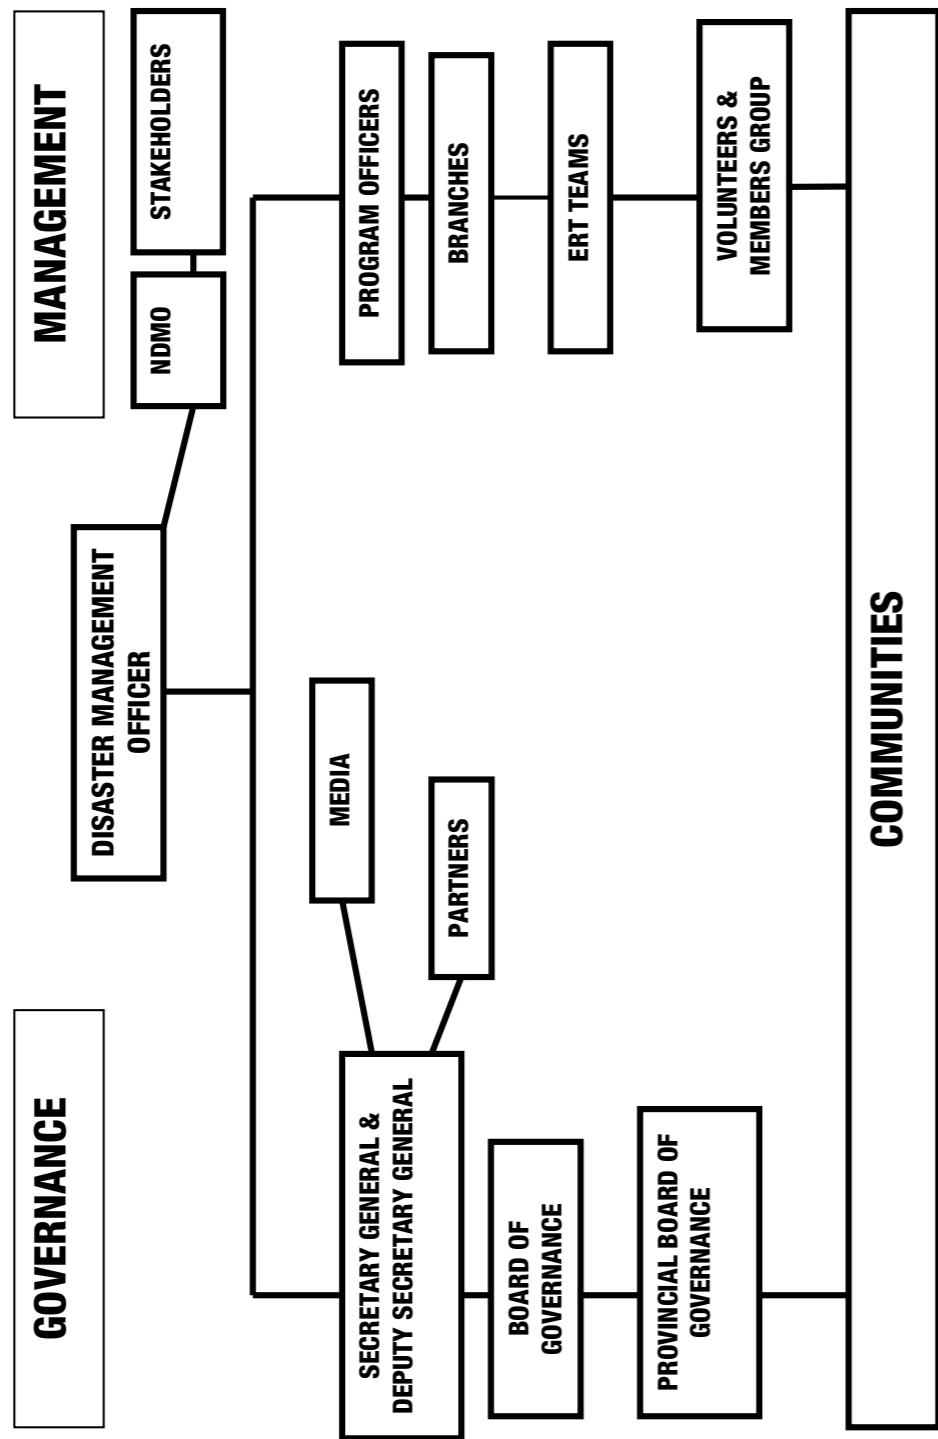 GOVERNANCE
MANAGEMENT
DISASTER MANAGEMENT
OFFICER
NDMO
STAKEHOLDERS
MEDIA
SECRETARY GENERAL &
DEPUTY SECRETARY GENERAL
PROGRAM OFFICERS
PARTNERS
BRANCHES
BOARD OF
GOVERNANCE
ERT TEAMS
PROVINCIAL BOARD OF
GOVERNANCE
VOLUNTEERS &
MEMBERS GROUP
COMMUNITIES